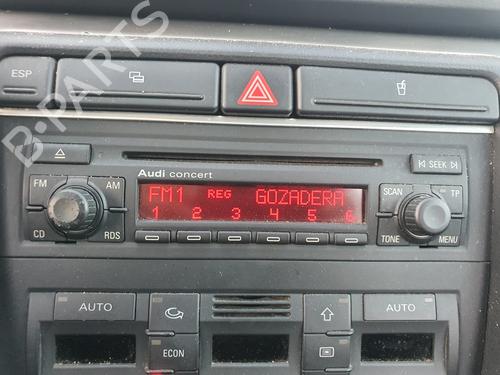 B-PARTS
ESP
Audi concert
SEEK
FM AM
FM1 REG GOZADERA
SCAN TP
1 2 3 4 5 6
CD RDS
TONE MENU
AUTO
AUTO
ECON